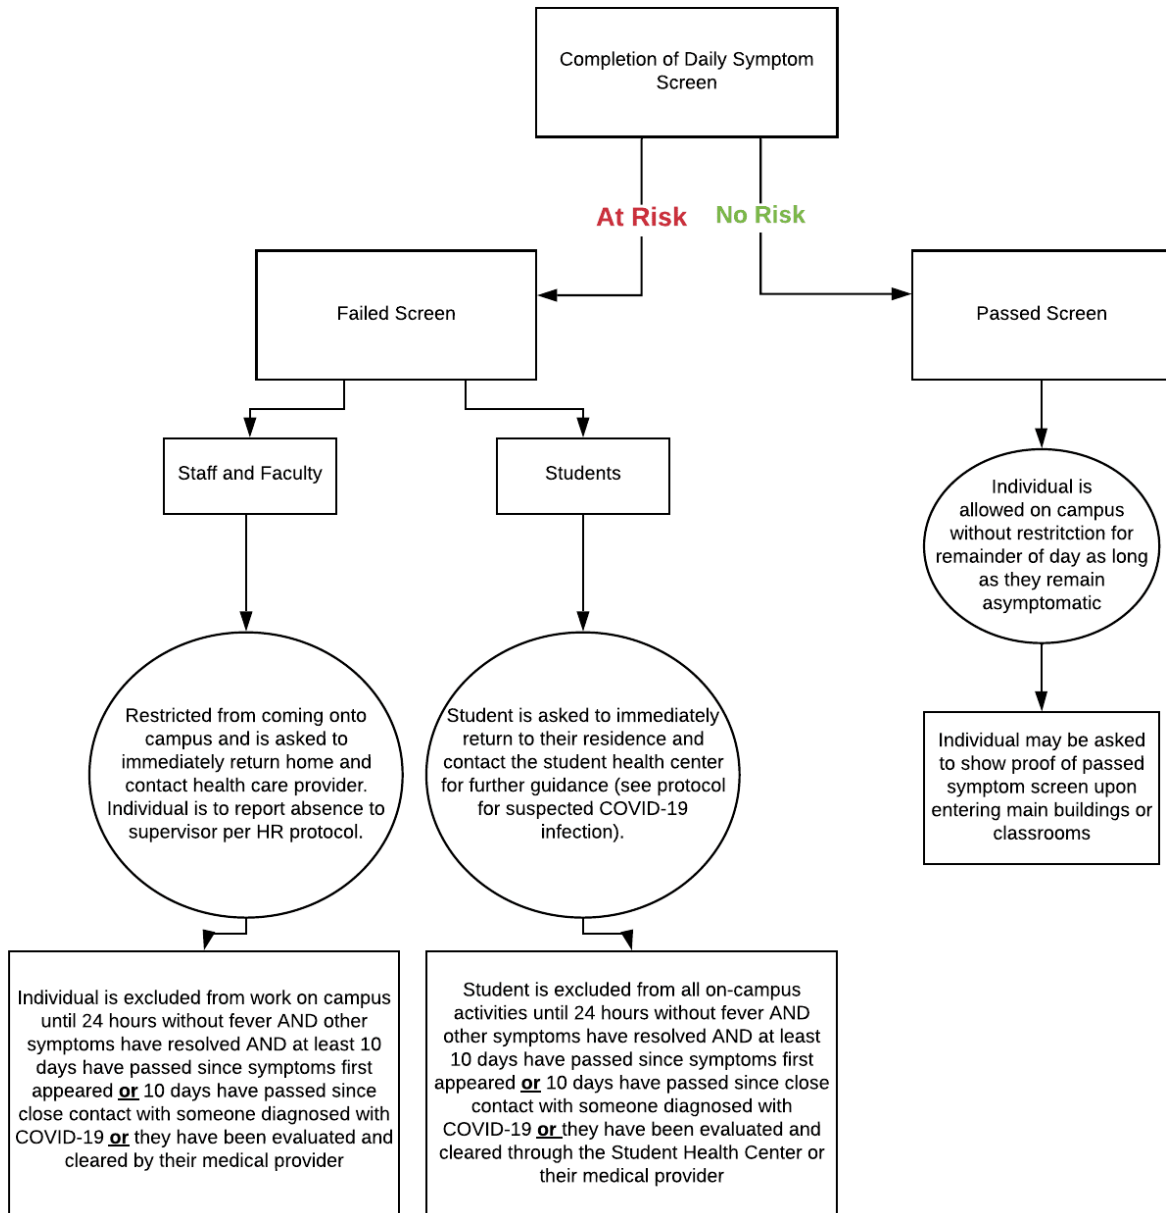 Completion of Daily Symptom
Screen
At Risk
No Risk
Failed Screen
Passed Screen
Staff and Faculty
Students
Individual is
allowed on campus
without restritction for
remainder of day as long
as they remain
asymptomatic
Restricted from coming onto
campus and is asked to
immediately return home and
contact health care provider.
Individual is to report absence to
supervisor per HR protocol.
Student is asked to immediately
return to their residence and
contact the student health center
for further guidance (see protocol
for suspected COVID-19
infection).
Individual may be asked
to show proof of passed
symptom screen upon
entering main buildings or
classrooms
Individual is excluded from work on campus
until 24 hours without fever AND other
symptoms have resolved AND at least 10
days have passed since symptoms first
appeared or 10 days have passed since
close contact with someone diagnosed with
COVID-19 or they have been evaluated and
cleared by their medical provider
Student is excluded from all on-campus
activities until 24 hours without fever AND
other symptoms have resolved AND at least
10 days have passed since symptoms first
appeared or 10 days have passed since close
contact with someone diagnosed with
COVID-19 or they have been evaluated and
cleared through the Student Health Center or
their medical provider